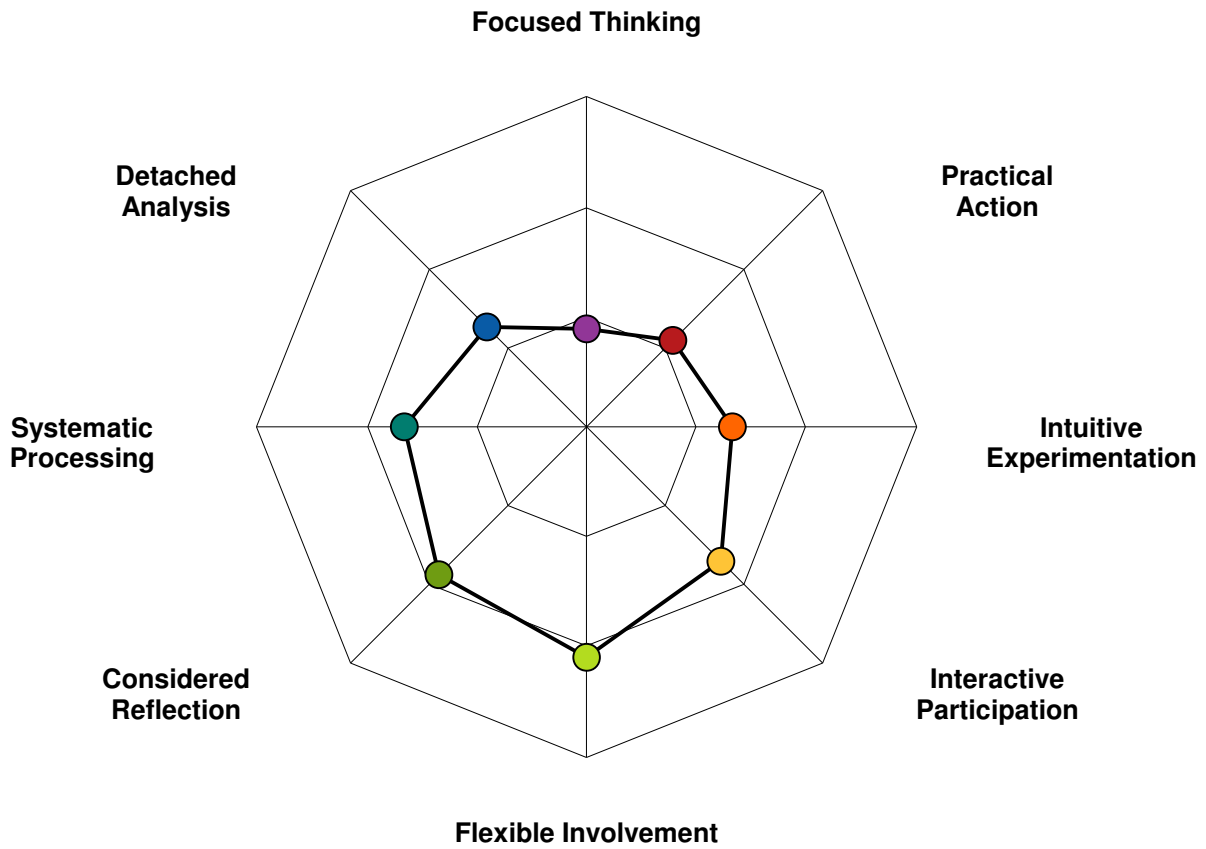 Focused Thinking
Detached
Analysis
Practical
Action
Systematic
Processing
Intuitive
Experimentation
Considered
Reflection
Interactive
Participation
Flexible Involvement